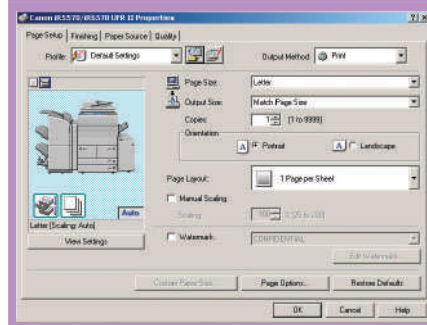 Canon iR5570/iR6570 UFR II Properties
Page Setup Finishing Paper Source Quality
Profile: Default Settings
Output Method: Print
Page Size: Letter
Output Size: Match Page Size
Copies: 1 [1 to 9999]
Orientation
A Portrait
A Landscape
Page Layout: 1 Page per Sheet
Manual Scaling
Scaling: 100 % [25 to 200]
Auto
Letter [Scaling: Auto]
View Settings
Watermark: CONFIDENTIAL
Edit Watermark...
Custom Paper Size...
Page Options...
Restore Defaults
OK
Cancel
Help